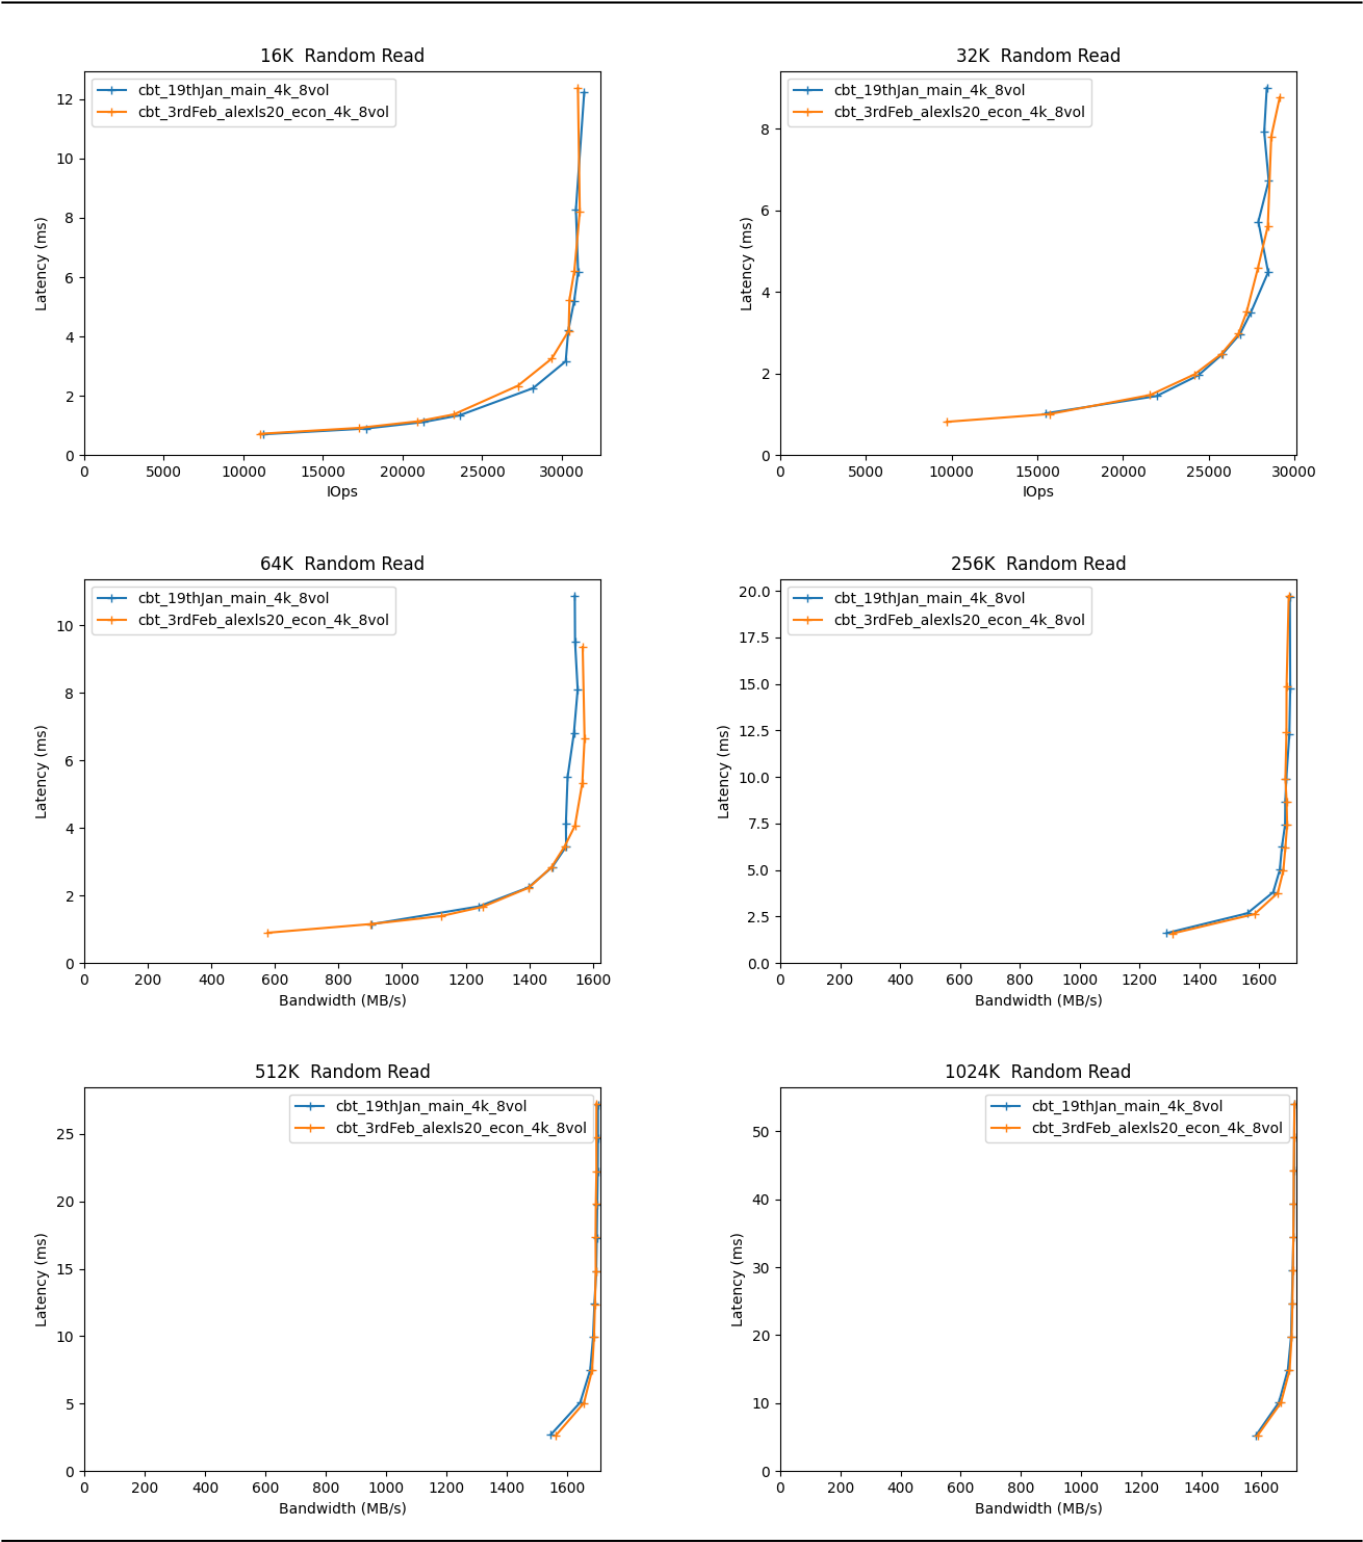 16K  Random Read
cbt_19thJan_main_4k_8vol
cbt_3rdFeb_alexls20_econ_4k_8vol
Latency (ms)
12
10
8
6
4
2
0
0 5000 10000 15000 20000 25000 30000
IOps
32K  Random Read
cbt_19thJan_main_4k_8vol
cbt_3rdFeb_alexls20_econ_4k_8vol
Latency (ms)
8
6
4
2
0
0 5000 10000 15000 20000 25000 30000
IOps
64K  Random Read
cbt_19thJan_main_4k_8vol
cbt_3rdFeb_alexls20_econ_4k_8vol
Latency (ms)
10
8
6
4
2
0
0 200 400 600 800 1000 1200 1400 1600
Bandwidth (MB/s)
256K  Random Read
cbt_19thJan_main_4k_8vol
cbt_3rdFeb_alexls20_econ_4k_8vol
Latency (ms)
20.0
17.5
15.0
12.5
10.0
7.5
5.0
2.5
0.0
0 200 400 600 800 1000 1200 1400 1600
Bandwidth (MB/s)
512K  Random Read
cbt_19thJan_main_4k_8vol
cbt_3rdFeb_alexls20_econ_4k_8vol
Latency (ms)
25
20
15
10
5
0
0 200 400 600 800 1000 1200 1400 1600
Bandwidth (MB/s)
1024K  Random Read
cbt_19thJan_main_4k_8vol
cbt_3rdFeb_alexls20_econ_4k_8vol
Latency (ms)
50
40
30
20
10
0
0 200 400 600 800 1000 1200 1400 1600
Bandwidth (MB/s)